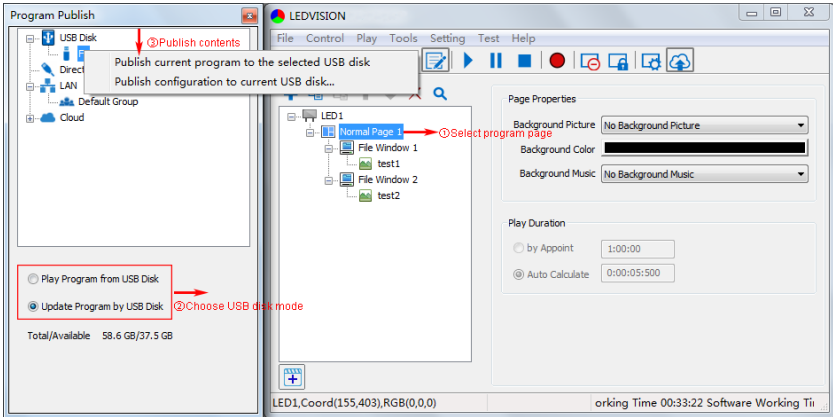 Program Publish
USB Disk
③Publish contents
F
Publish current program to the selected USB disk
Direct
Publish configuration to current USB disk...
LAN
Default Group
Cloud
Play Program from USB Disk
Update Program by USB Disk
②Choose USB disk mode
Total/Available 58.6 GB/37.5 GB
LEDVISION
File Control Play Tools Setting Test Help
LED1
Normal Page 1
①Select program page
File Window 1
test1
File Window 2
test2
Page Properties
Background Picture No Background Picture
Background Color
Background Music No Background Music
Play Duration
by Appoint 1:00:00
Auto Calculate 0:00:05:500
LED1,Coord(155,403),RGB(0,0,0)
orking Time 00:33:22 Software Working Ti